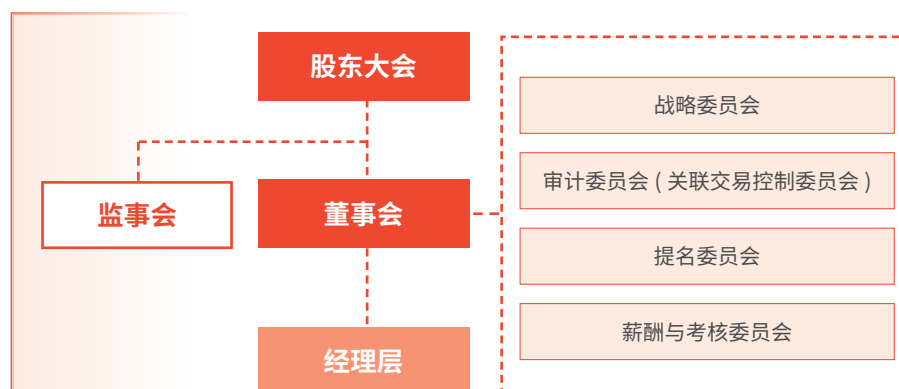 股东大会
战略委员会
审计委员会 ( 关联交易控制委员会 )
监事会
董事会
提名委员会
薪酬与考核委员会
经理层